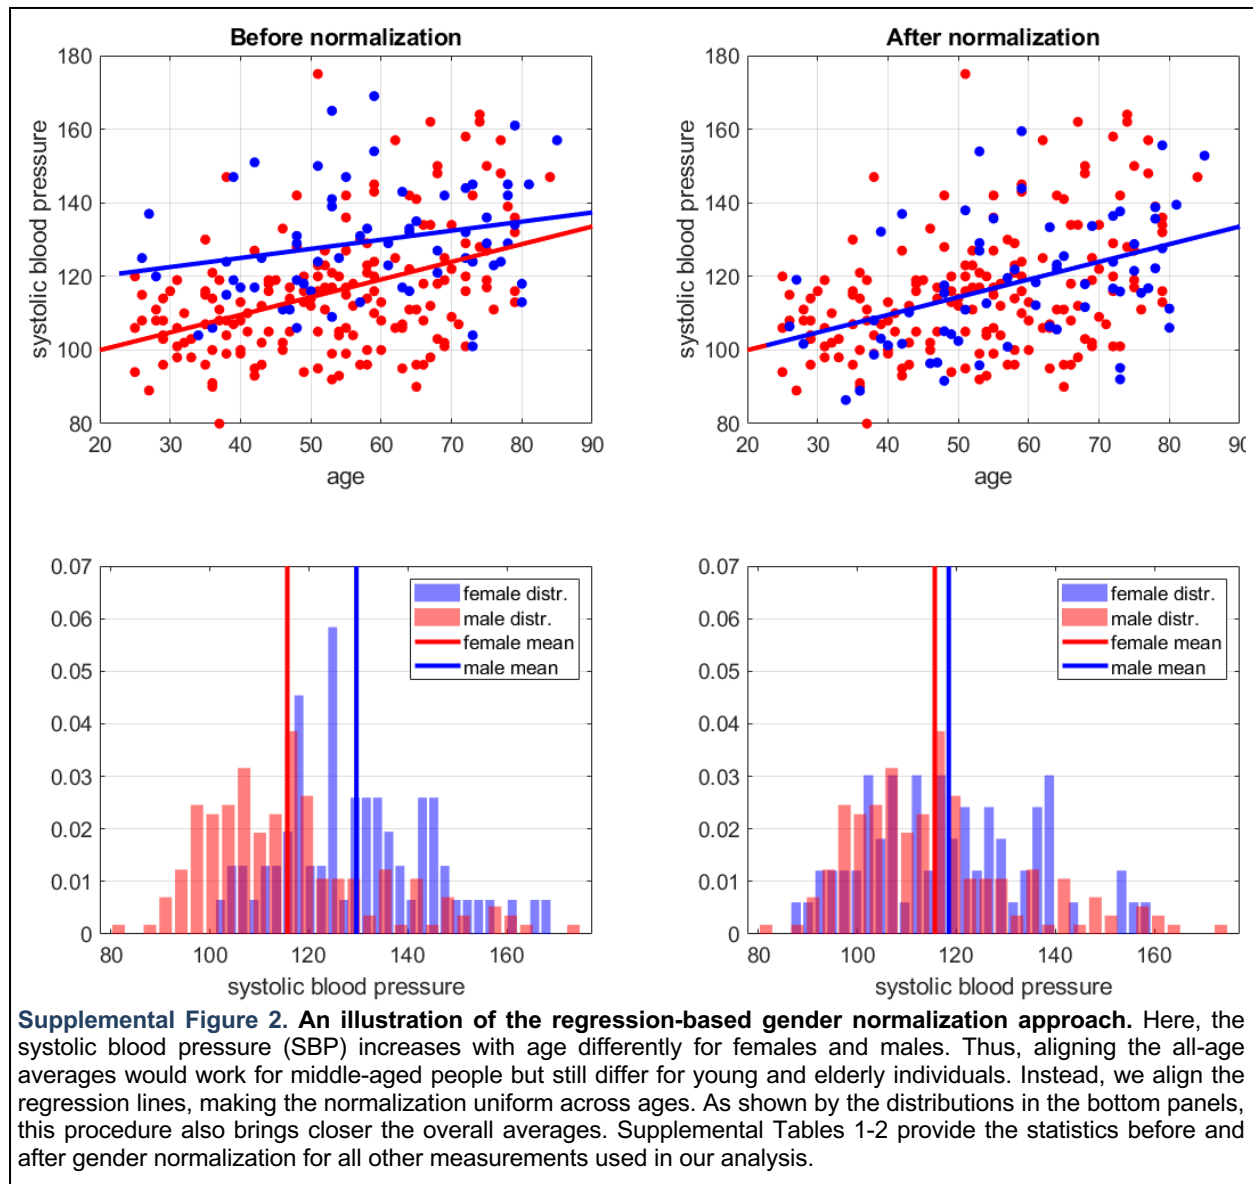 Before normalization
180
160
140
120
100
80
systolic blood pressure
20 30 40 50 60 70 80 90
age
After normalization
180
160
140
120
100
80
systolic blood pressure
20 30 40 50 60 70 80 90
age
0.07
0.06
0.05
0.04
0.03
0.02
0.01
0
female distr.
male distr.
female mean
male mean
80 100 120 140 160
systolic blood pressure
0.07
0.06
0.05
0.04
0.03
0.02
0.01
0
female distr.
male distr.
female mean
male mean
80 100 120 140 160
systolic blood pressure
Supplemental Figure 2. An illustration of the regression-based gender normalization approach. Here, the
systolic blood pressure (SBP) increases with age differently for females and males. Thus, aligning the all-age
averages would work for middle-aged people but still differ for young and elderly individuals. Instead, we align the
regression lines, making the normalization uniform across ages. As shown by the distributions in the bottom panels,
this procedure also brings closer the overall averages. Supplemental Tables 1-2 provide the statistics before and
after gender normalization for all other measurements used in our analysis.